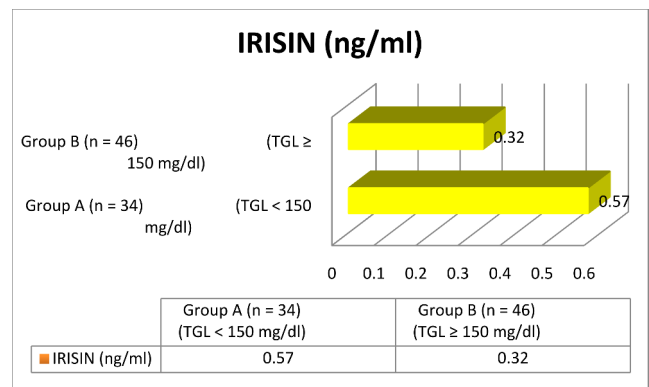 IRISIN (ng/ml)
Group B (n = 46) (TGL ≥
150 mg/dl)
0.32
Group A (n = 34) (TGL < 150
mg/dl)
0.57
0 0.1 0.2 0.3 0.4 0.5 0.6
Group A (n = 34) Group B (n = 46)
(TGL < 150 mg/dl) (TGL ≥ 150 mg/dl)
IRISIN (ng/ml) 0.57 0.32